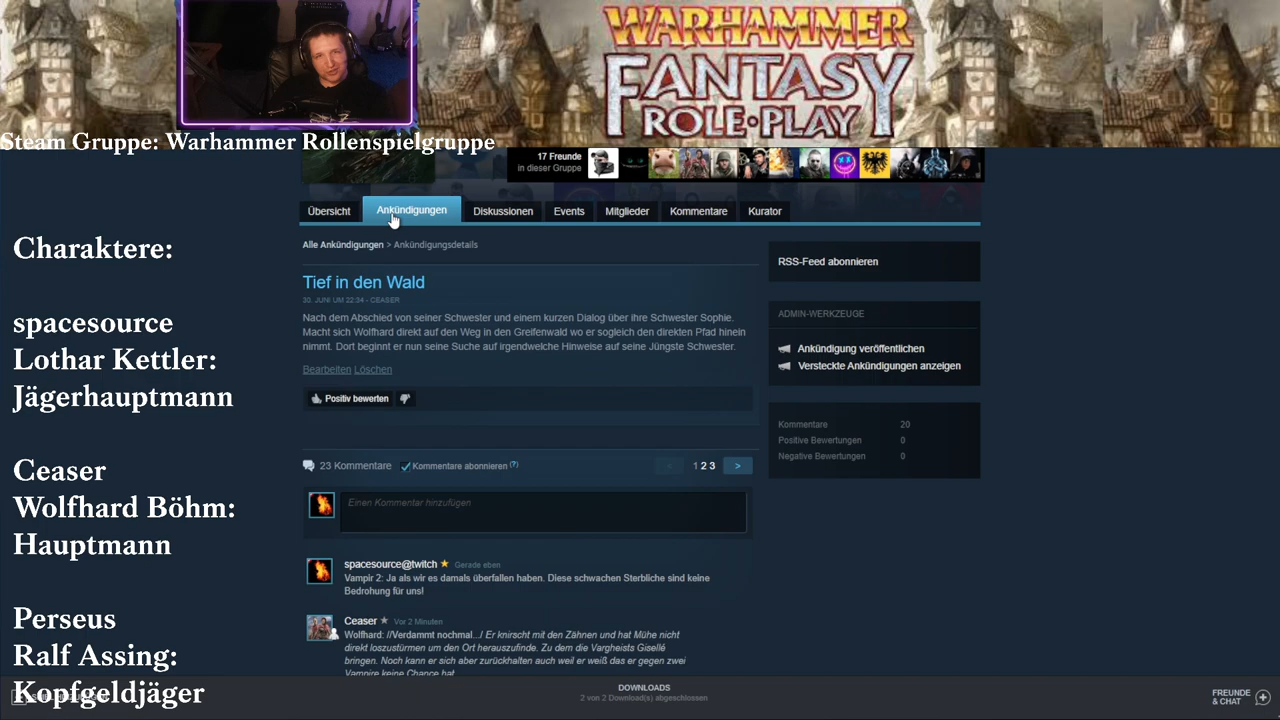 WARHAMMER
FANTASY
ROLE•PLAY
Steam Gruppe: Warhammer Rollenspielgruppe
17 Freunde
in dieser Gruppe
Übersicht Ankündigungen Diskussionen Events Mitglieder Kommentare Kurator
Charaktere:
spacesource
Lothar Kettler:
Jägerhauptmann
Ceaser
Wolfhard Böhm:
Hauptmann
Perseus
Ralf Assing:
Kopfgeldjäger
Alle Ankündigungen > Ankündigungsdetails
Tief in den Wald
30. JUNI UM 22:34 - CEASER
Nach dem Abschied von seiner Schwester und einem kurzen Dialog über ihre Schwester Sophie.
Macht sich Wolfhard direkt auf den Weg in den Greifenwald wo er sogleich den direkten Pfad hinein
nimmt. Dort beginnt er nun seine Suche auf irgendwelche Hinweise auf seine Jüngste Schwester.
Bearbeiten Löschen
Positiv bewerten
23 Kommentare Kommentare abonnieren (?) < 1 2 3 >
Einen Kommentar hinzufügen
spacesource@twitch Gerade eben
Vampir 2: Ja als wir es damals überfallen haben. Diese schwachen Sterbliche sind keine
Bedrohung für uns!
Ceaser Vor 2 Minuten
Wolfhard: //Verdammt nochmal.../ Er knirscht mit den Zähnen und hat Mühe nicht
direkt loszustürmen um den Ort herauszufinde. Zu dem die Vargheists Gisellé
bringen. Noch kann er sich aber zurückhalten auch weil er weiß das er gegen zwei
Vampire keine Chance hat.
RSS-Feed abonnieren
ADMIN-WERKZEUGE
Ankündigung veröffentlichen
Versteckte Ankündigungen anzeigen
Kommentare 20
Positive Bewertungen 0
Negative Bewertungen 0
DOWNLOADS
2 von 2 Download(s) abgeschlossen
FREUNDE
& CHAT